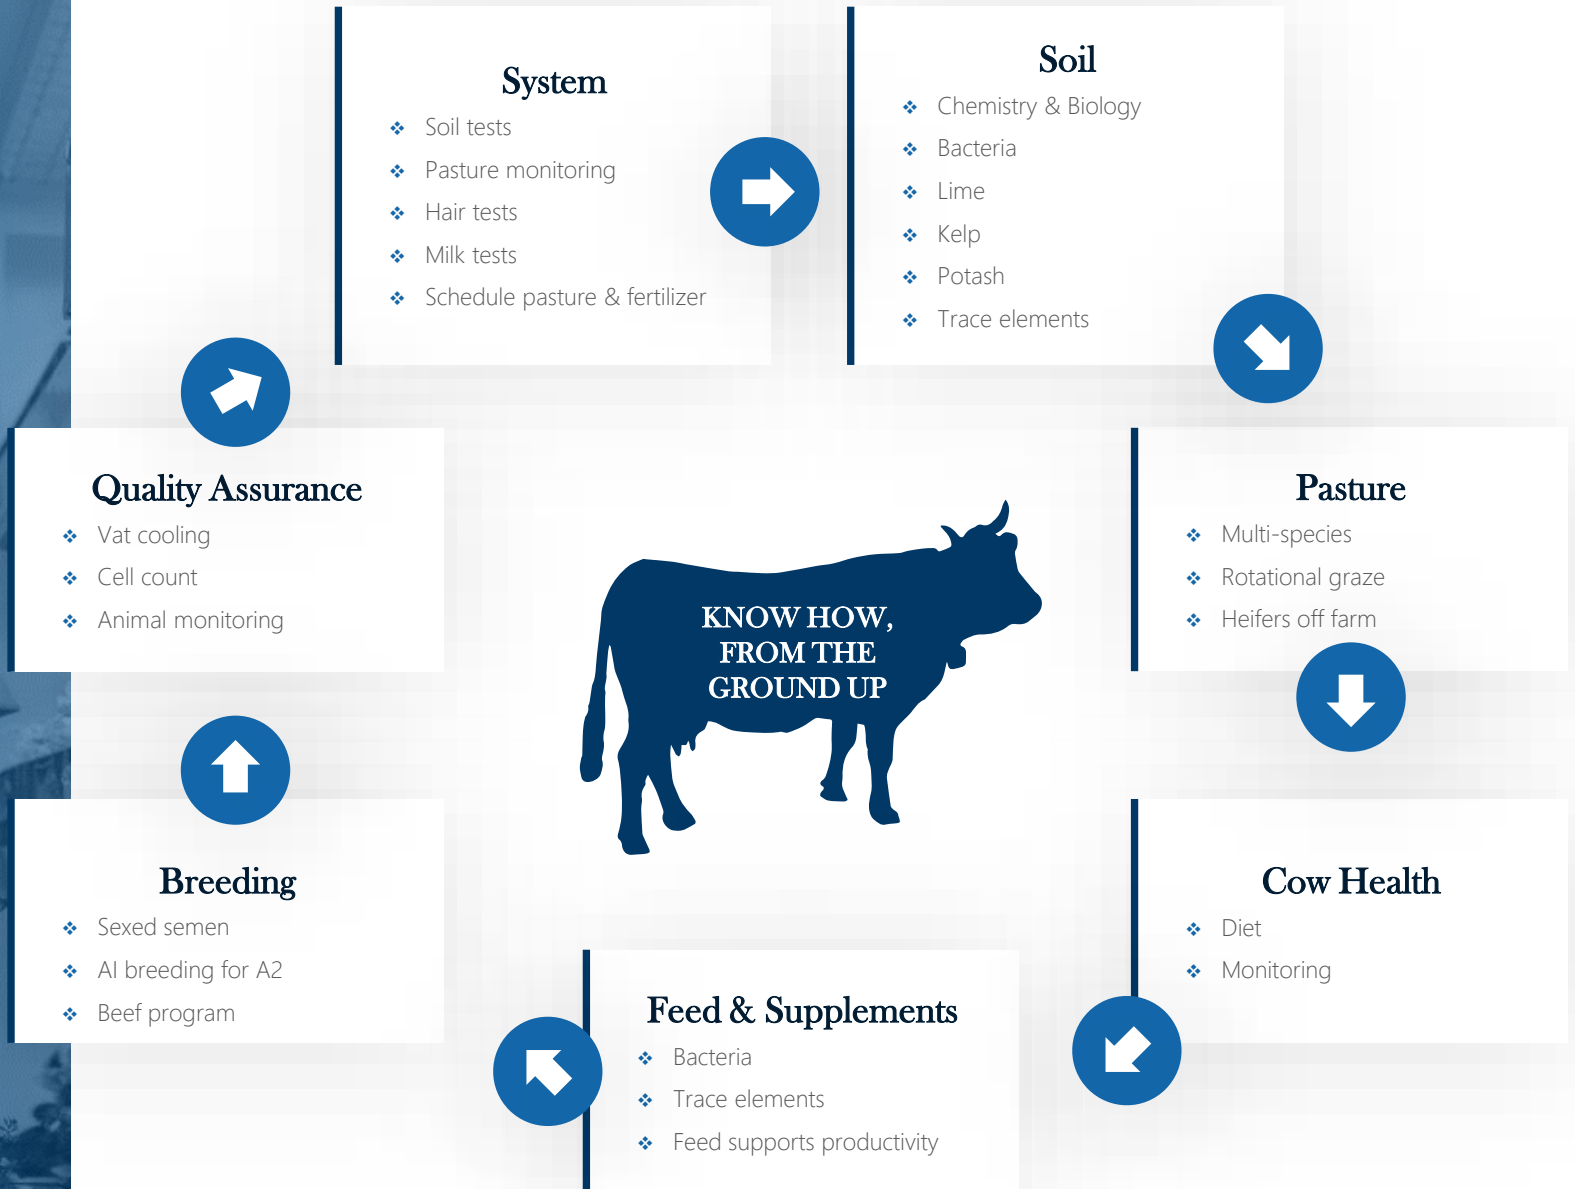 System
Soil tests
Pasture monitoring
Hair tests
Milk tests
Schedule pasture & fertilizer
Soil
Chemistry & Biology
Bacteria
Lime
Kelp
Potash
Trace elements
Pasture
Multi-species
Rotational graze
Heifers off farm
Cow Health
Diet
Monitoring
Feed & Supplements
Bacteria
Trace elements
Feed supports productivity
Breeding
Sexed semen
AI breeding for A2
Beef program
Quality Assurance
Vat cooling
Cell count
Animal monitoring
KNOW HOW,
FROM THE
GROUND UP